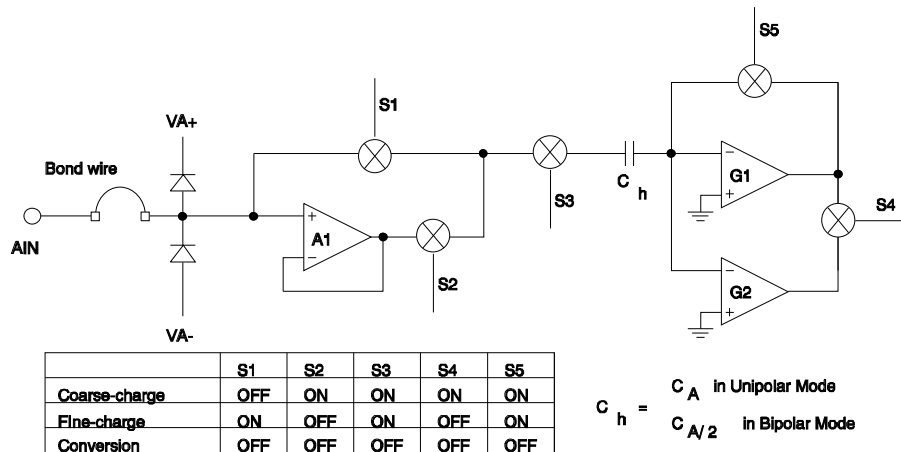 S5
S1
VA+
Bond wire
C h
G1
S3
S4
AIN
A1
S2
G2
VA-
S1 S2 S3 S4 S5
Coarse-charge OFF ON ON ON ON
Fine-charge ON OFF ON OFF ON
Conversion OFF OFF OFF OFF OFF
C h = C A in Unipolar Mode
C A/ 2 in Bipolar Mode